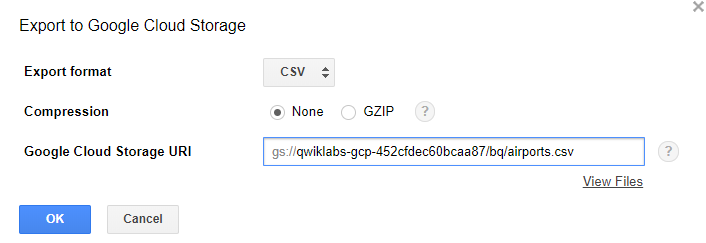 Export to Google Cloud Storage
Export format CSV
Compression None GZIP ?
Google Cloud Storage URI gs://qwiklabs-gcp-452cfdec60bcaa87/bq/airports.csv ?
View Files
OK Cancel